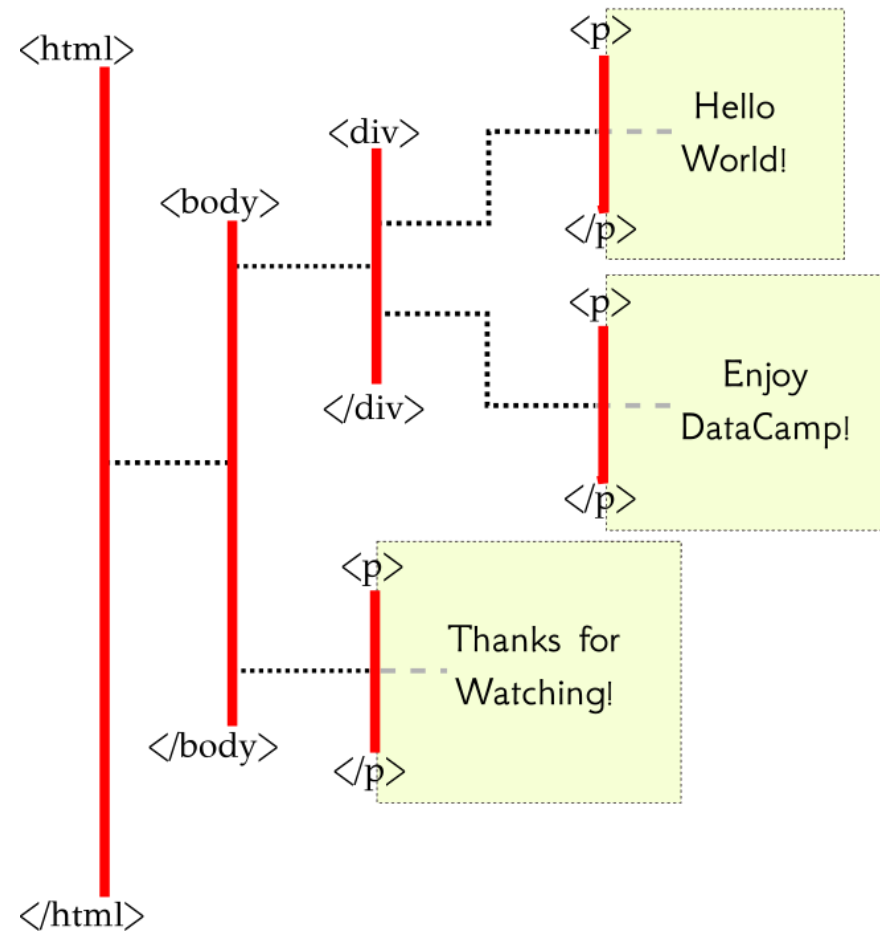 <html>
<body>
<div>
<p>
Hello
World!
</p>
<p>
Enjoy
DataCamp!
</p>
</div>
<p>
Thanks for
Watching!
</p>
</body>
</html>